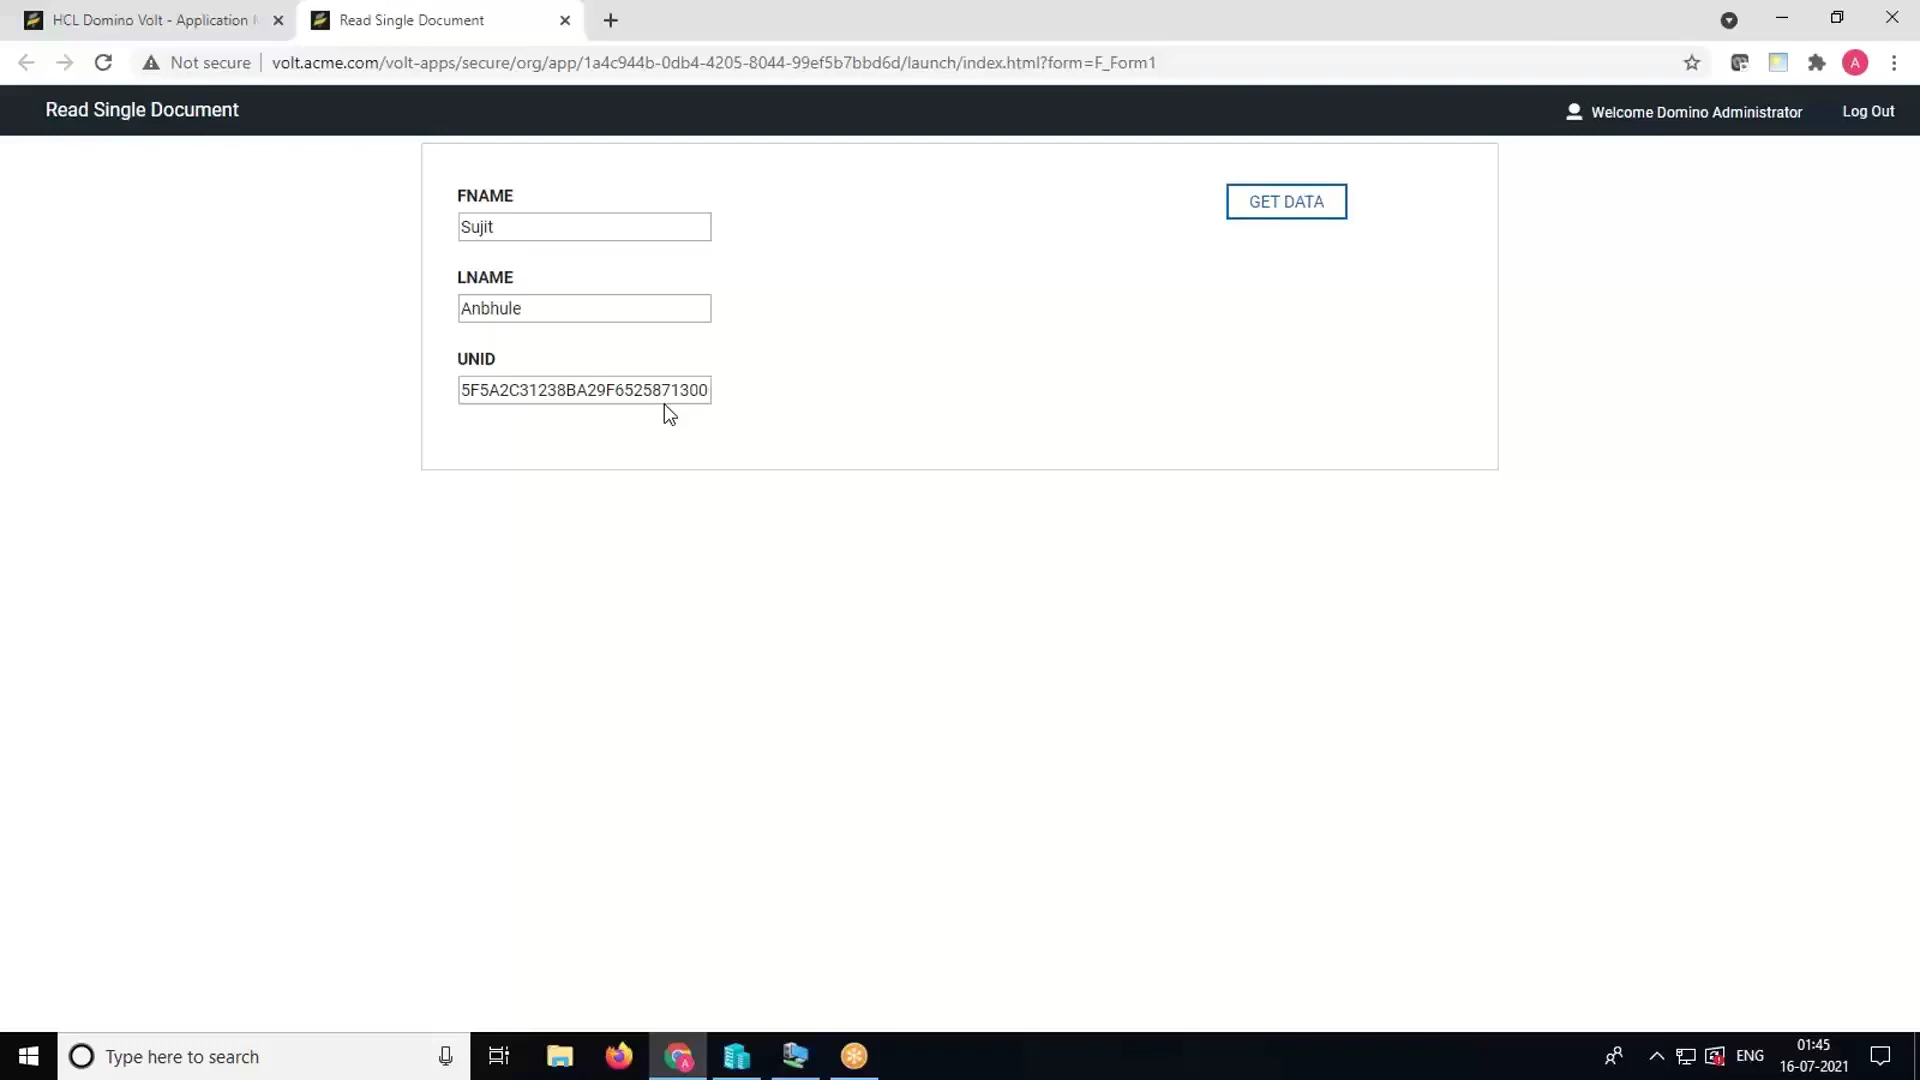 HCL Domino Volt - Application
Read Single Document
Not secure
volt.acme.com/volt-apps/secure/org/app/1a4c944b-0db4-4205-8044-99ef5b7bbd6d/launch/index.html?form=F_Form1
A
Read Single Document
Welcome Domino Administrator
Log Out
FNAME
GET DATA
Sujit
LNAME
Anbhule
UNID
5F5A2C31238BA29F6525871300
Type here to search
ENG
01:45
16-07-2021